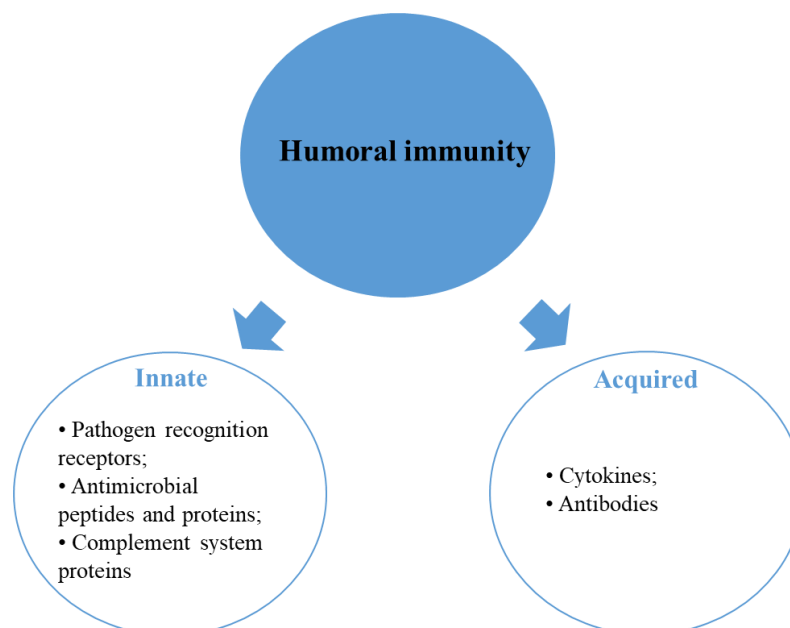 Humoral immunity
Innate
• Pathogen recognition
receptors;
• Antimicrobial
peptides and proteins;
• Complement system
proteins
Acquired
• Cytokines;
• Antibodies